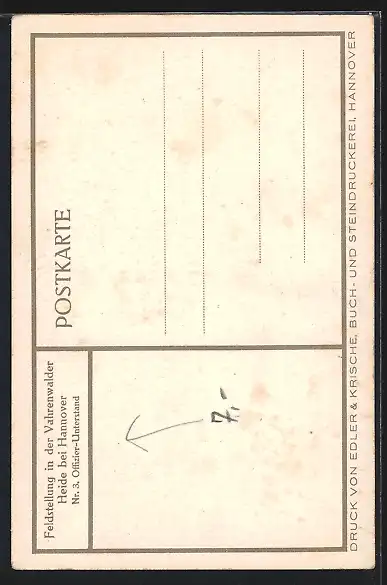 Feldstellung in der Vahrenwalder
Heide bei Hannover
Nr. 3. Offizier-Unterstand
POSTKARTE
7,-
DRUCK VON EDLER & KRISCHE, BUCH- UND STEINDRUCKEREI, HANNOVER